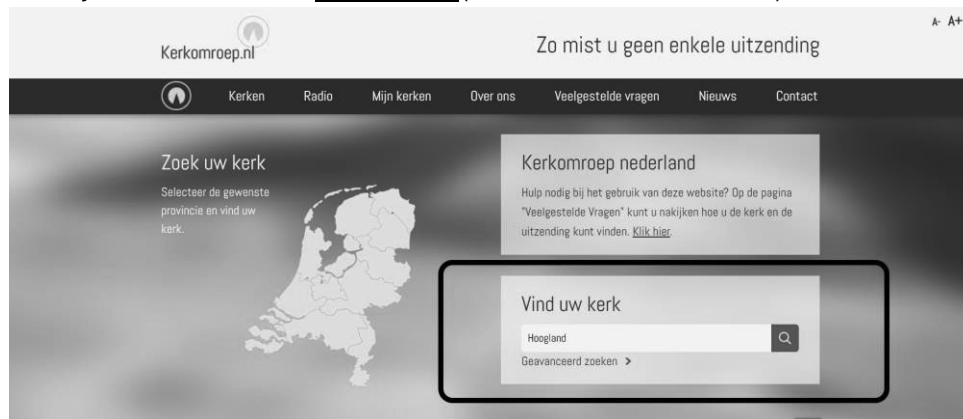 A- A+
Kerkomroep.nl
Zo mist u geen enkele uitzending
Kerken Radio Mijn kerken Over ons Veelgestelde vragen Nieuws Contact
Zoek uw kerk
Selecteer de gewenste
provincie en vind uw
kerk.
Kerkomroep nederland
Hulp nodig bij het gebruik van deze website? Op de pagina
"Veelgestelde Vragen" kunt u nakijken hoe u de kerk en de
uitzending kunt vinden. Klik hier.
Vind uw kerk
Hoogland
Geavanceerd zoeken >